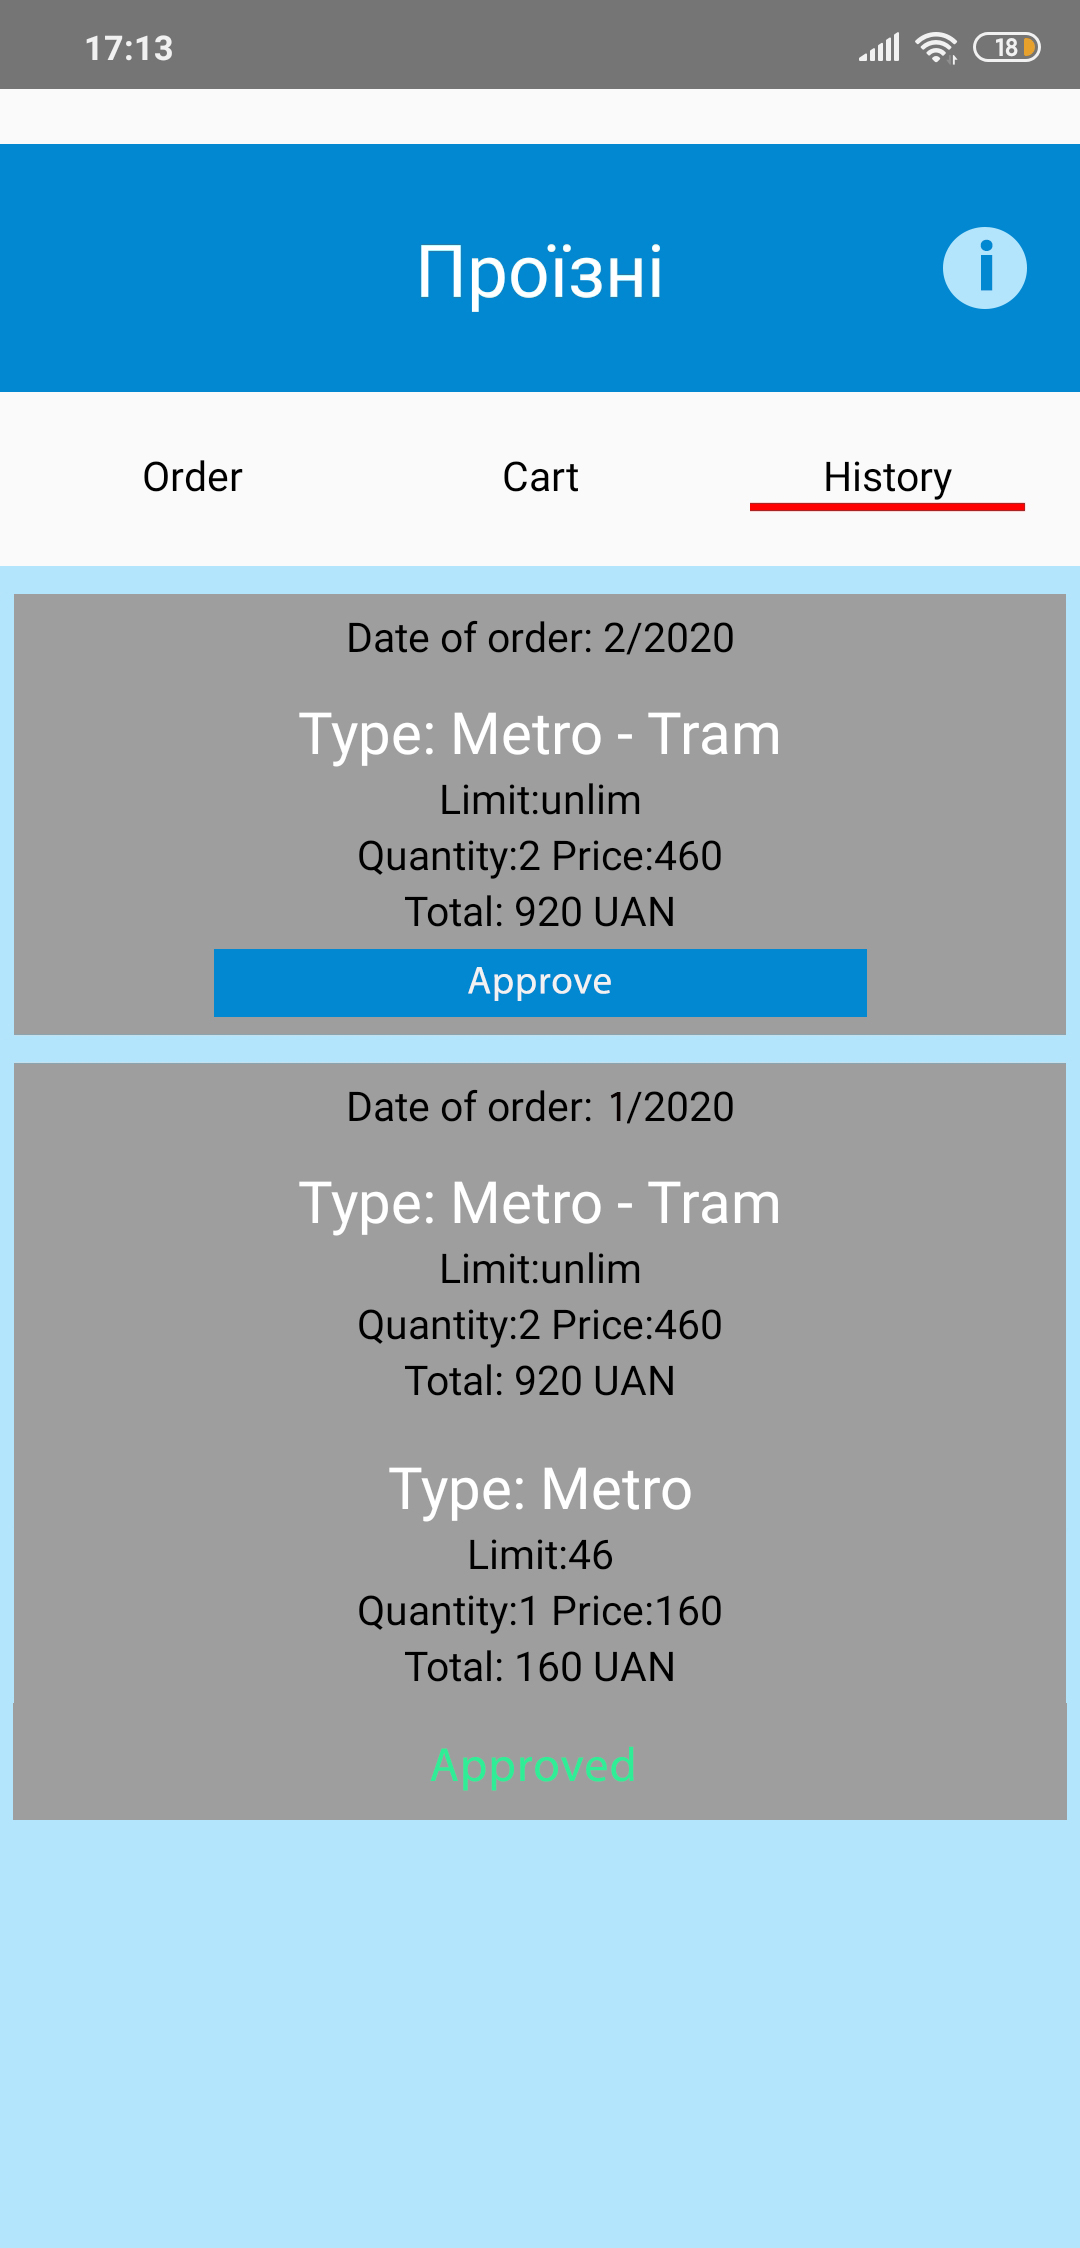 17:13
18
Проїзні
i
Order
Cart
History
Date of order: 2/2020
Type: Metro - Tram
Limit:unlim
Quantity:2 Price:460
Total: 920 UAN
Approve
Date of order: 1/2020
Type: Metro - Tram
Limit:unlim
Quantity:2 Price:460
Total: 920 UAN
Type: Metro
Limit:46
Quantity:1 Price:160
Total: 160 UAN
Approved